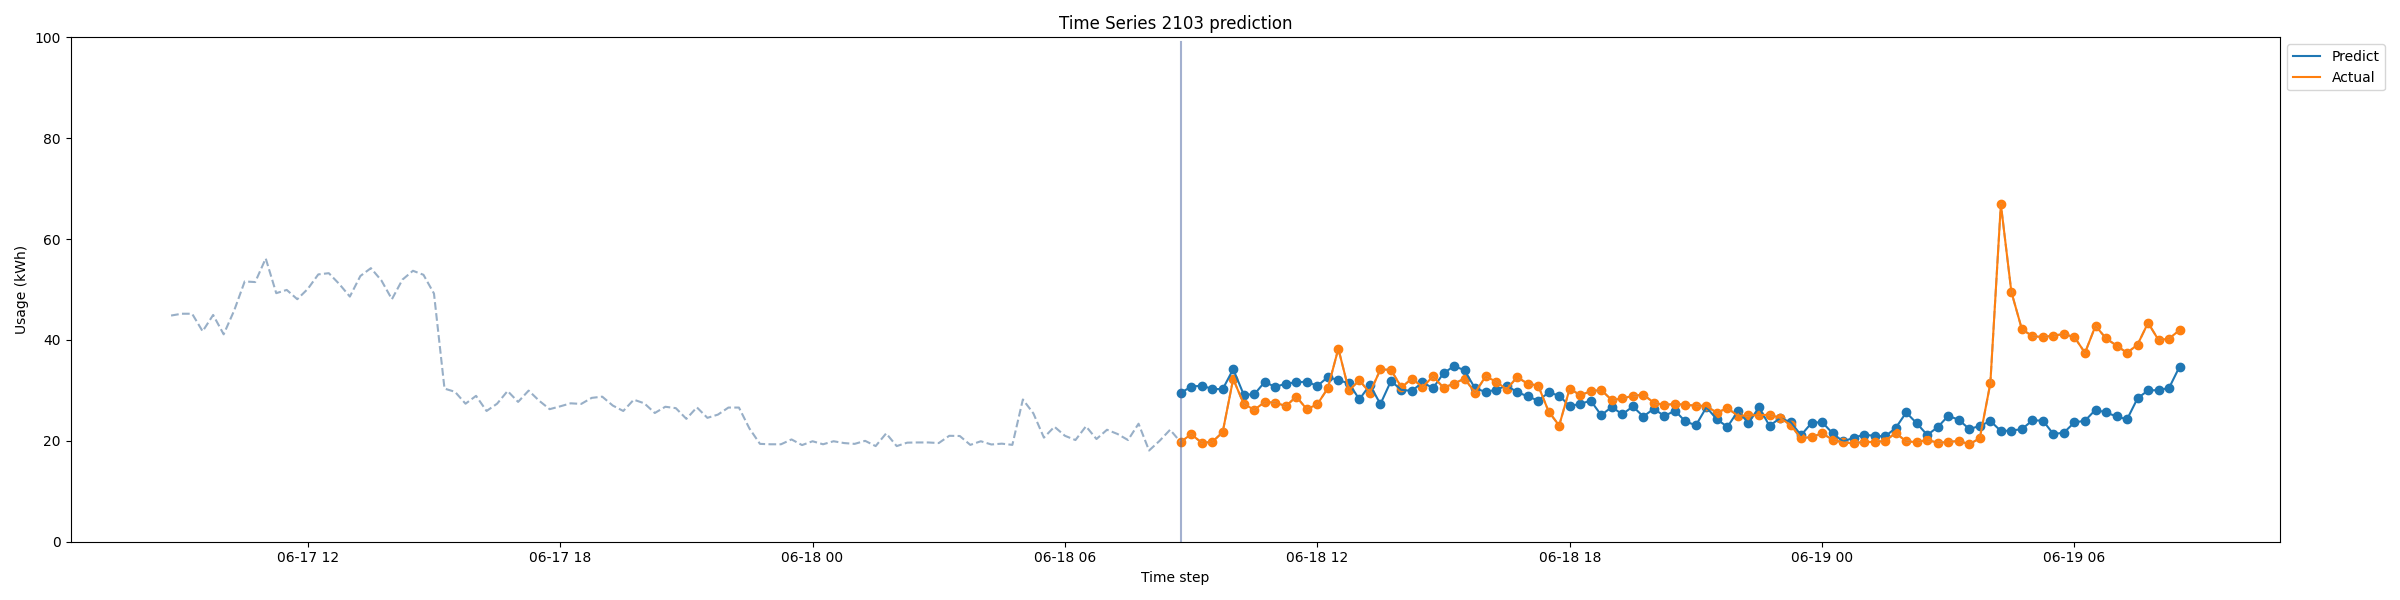 Time Series 2103 prediction
100
80
60
40
20
0
Usage (kWh)
Predict
Actual
06-17 12
06-17 18
06-18 00
06-18 06
06-18 12
06-18 18
06-19 00
06-19 06
Time step